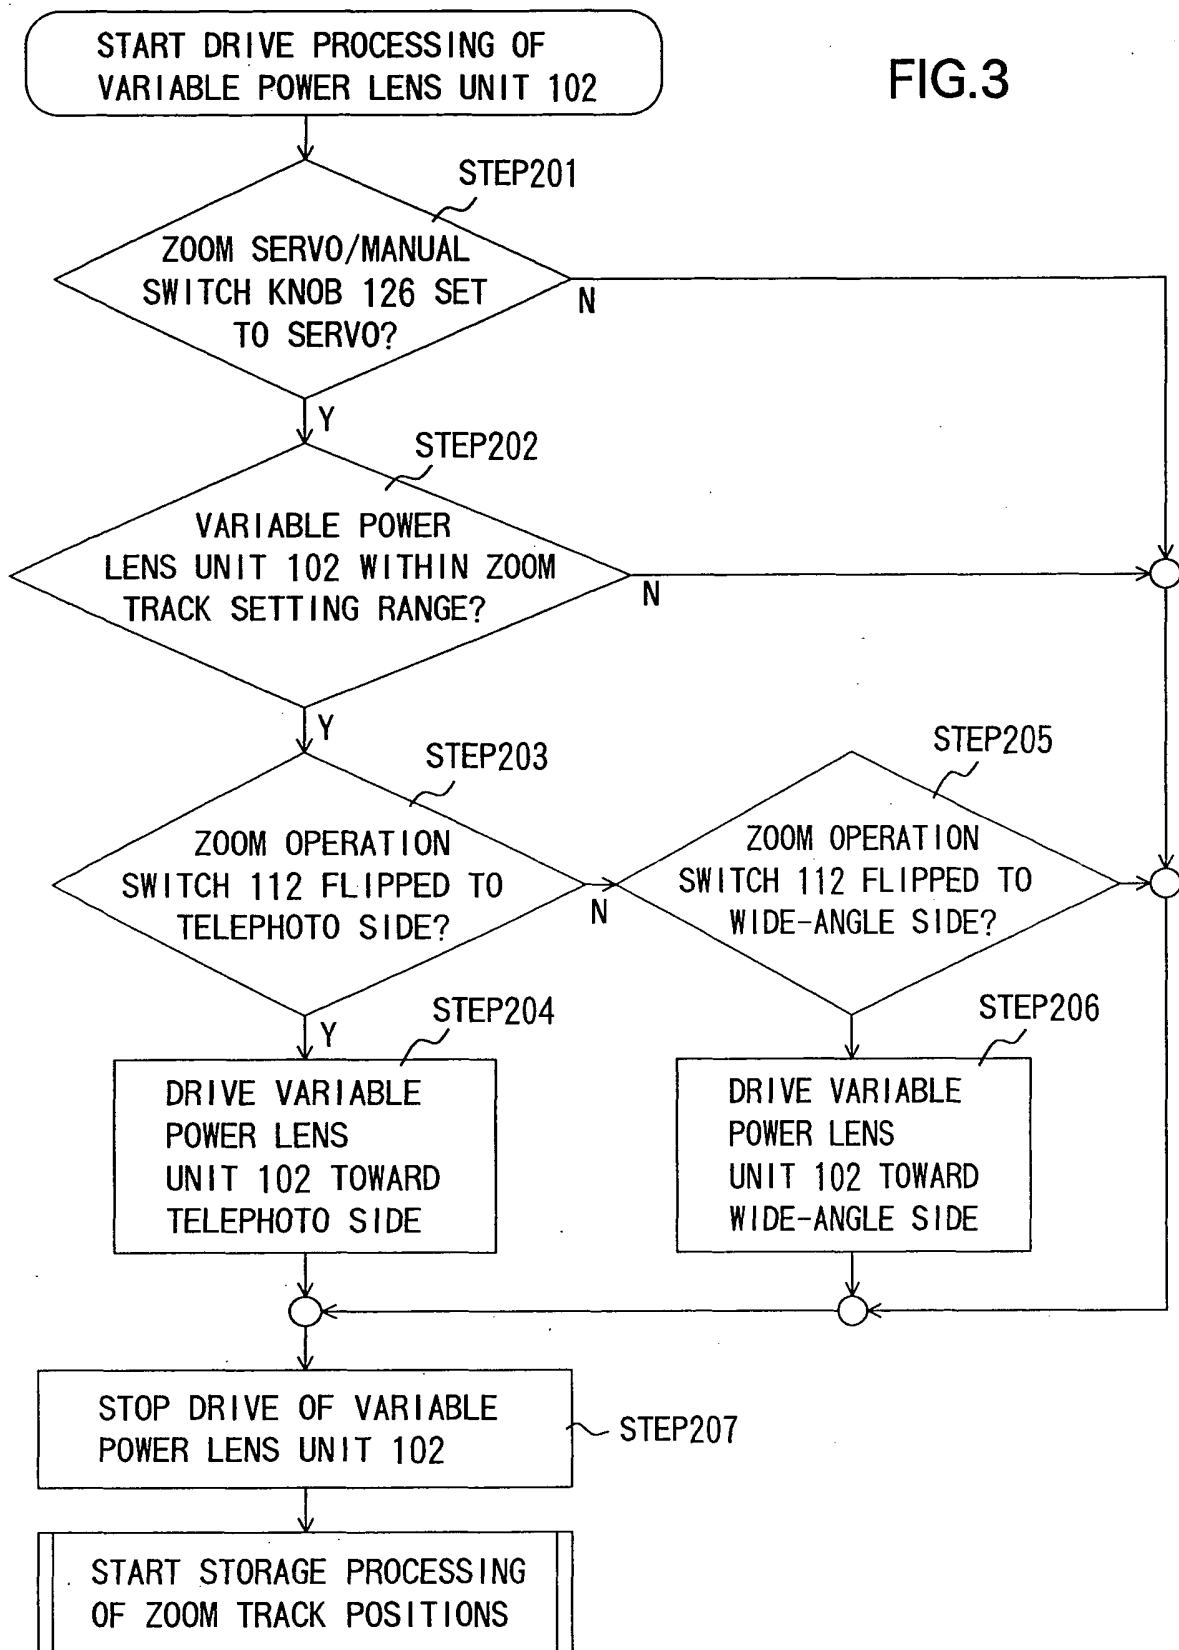 START DRIVE PROCESSING OF
VARIABLE POWER LENS UNIT 102
FIG.3
STEP201
ZOOM SERVO/MANUAL
SWITCH KNOB 126 SET
TO SERVO?
N
Y
STEP202
VARIABLE POWER
LENS UNIT 102 WITHIN ZOOM
TRACK SETTING RANGE?
N
Y
STEP203
ZOOM OPERATION
SWITCH 112 FLIPPED TO
TELEPHOTO SIDE?
N
Y
STEP205
ZOOM OPERATION
SWITCH 112 FLIPPED TO
WIDE-ANGLE SIDE?
STEP204
DRIVE VARIABLE
POWER LENS
UNIT 102 TOWARD
TELEPHOTO SIDE
STEP206
DRIVE VARIABLE
POWER LENS
UNIT 102 TOWARD
WIDE-ANGLE SIDE
STOP DRIVE OF VARIABLE
POWER LENS UNIT 102
STEP207
START STORAGE PROCESSING
OF ZOOM TRACK POSITIONS